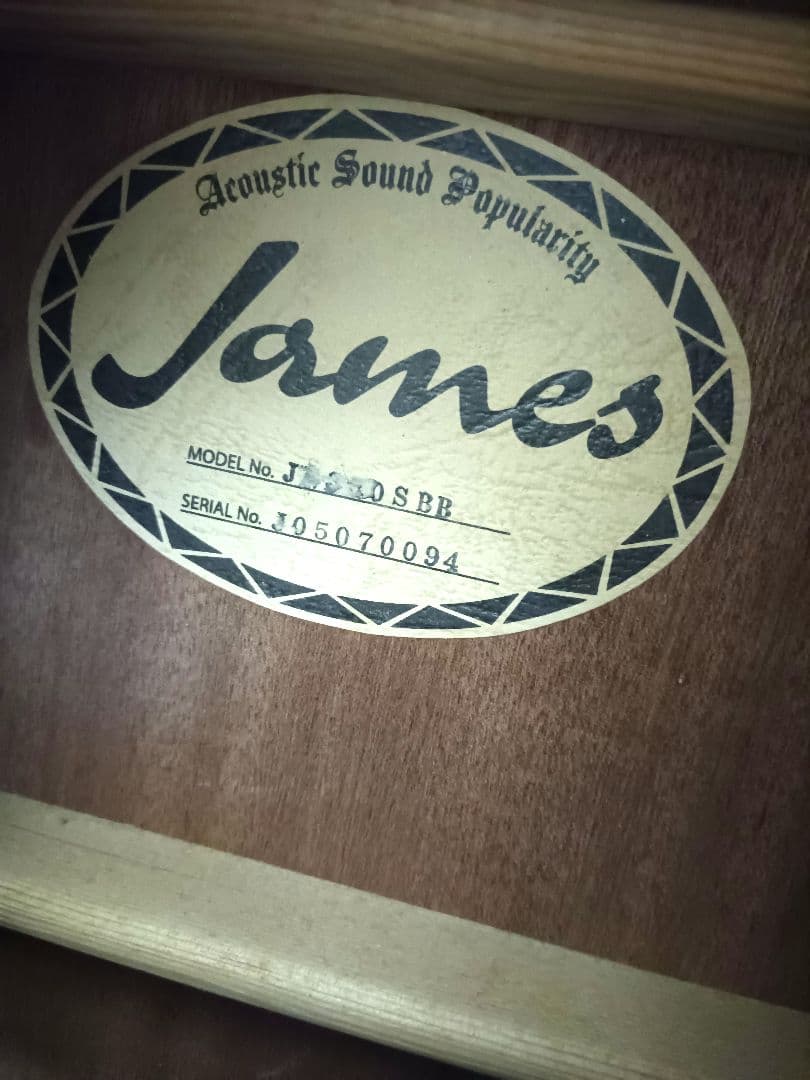 Acoustic Sound Popularity
James
MODEL No.
SERIAL No. J05070094